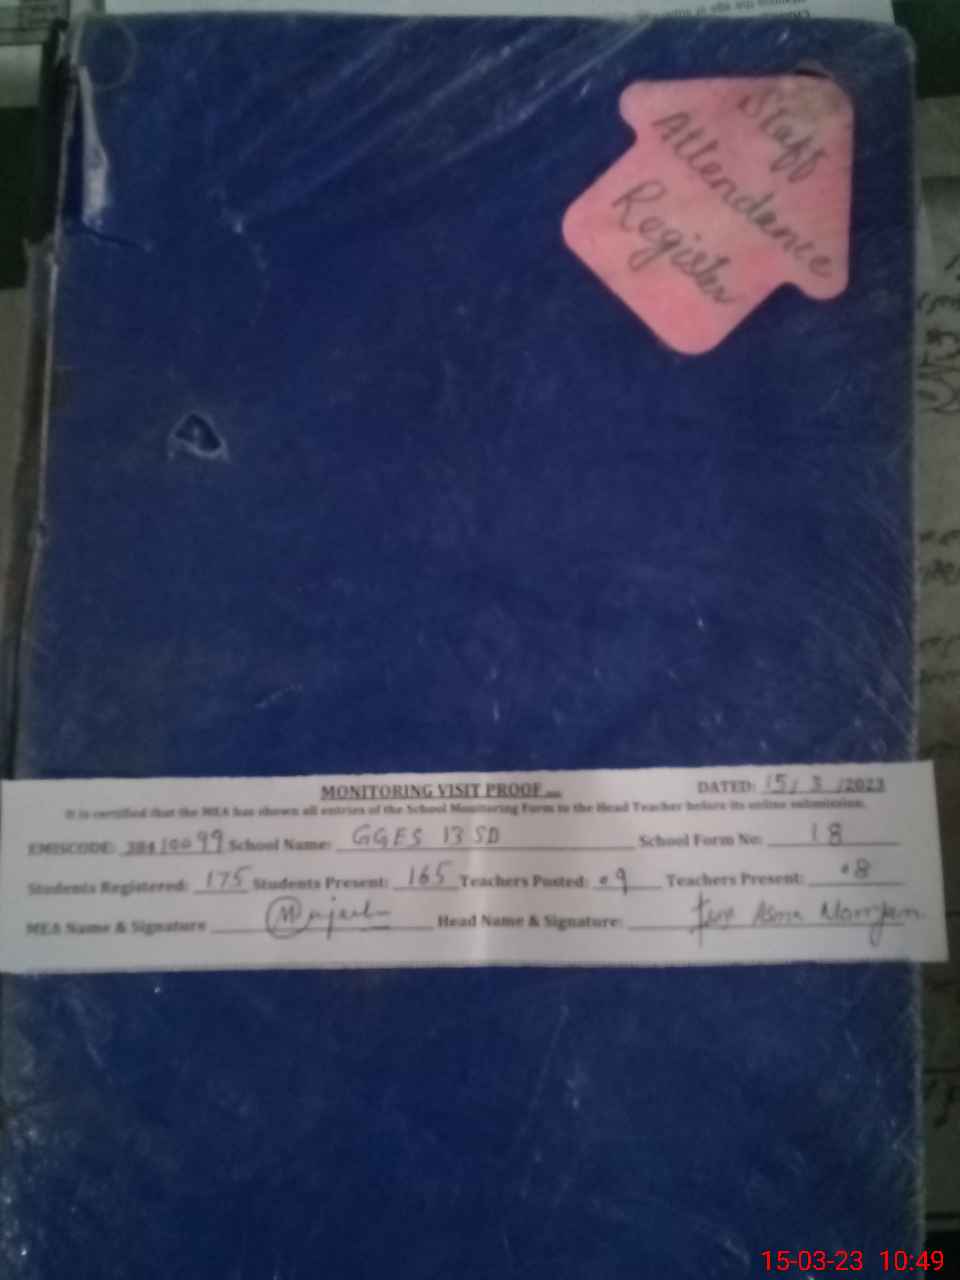 Staff
Attendance
Register
MONITORING VISIT PROOF
DATED: 15/ 3 /2023
It is certified that the MEA has shown all entries of the School Monitoring Form to the Head Teacher before its online submission.
EMISCODE: School Name: GGES 13 SD School Form No: 18
Students Registered: 175 Students Present: 165 Teachers Posted: 09 Teachers Present: 08
MEA Name & Signature Head Name & Signature: Asma
15-03-23 10:49